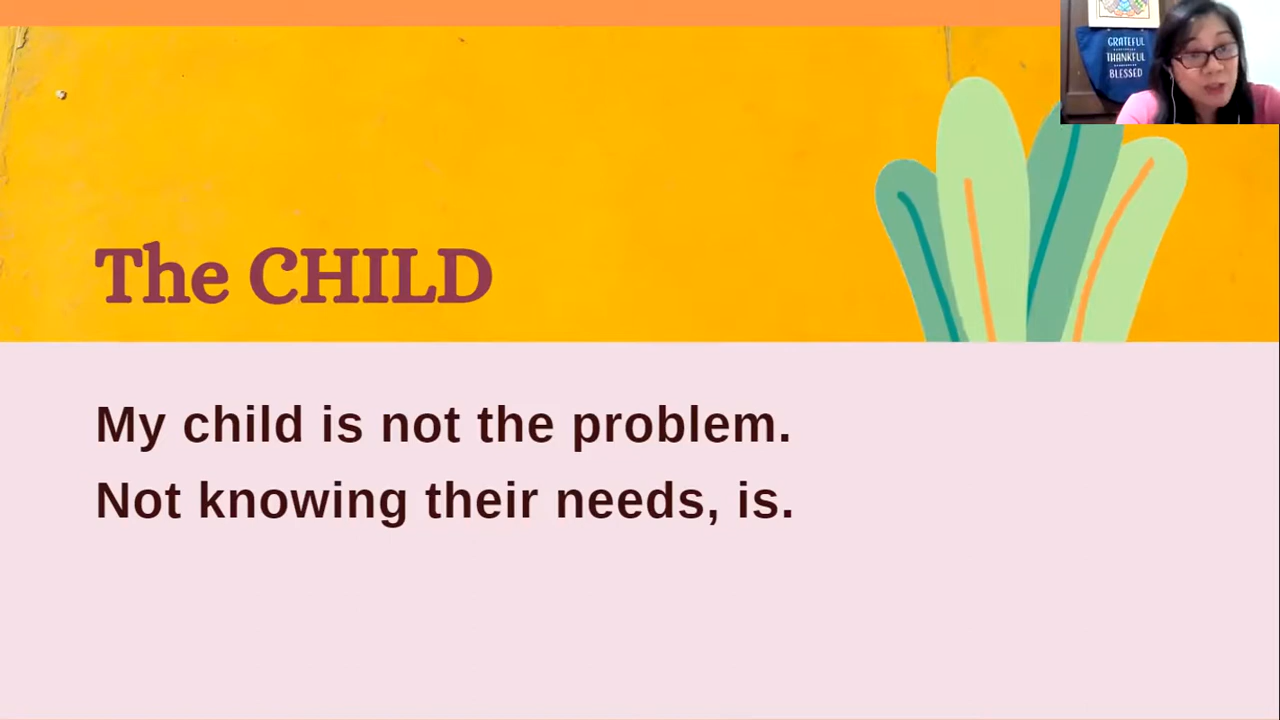 The CHILD
My child is not the problem.
Not knowing their needs, is.
GRATEFUL
THANKFUL
BLESSED